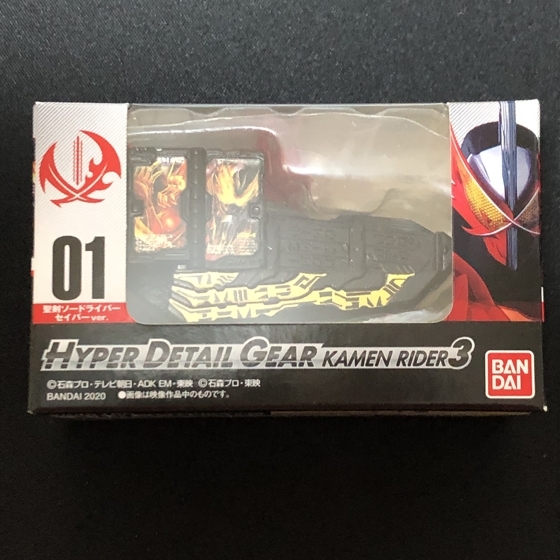 01
聖剣ソードライバー
セイバーver.
HYPER DETAIL GEAR KAMEN RIDER 3
©石森プロ・テレビ朝日・ADK EM・東映 ©石森プロ・東映
BANDAI 2020 ●画像は映像作品中のものです。
BAN
DAI